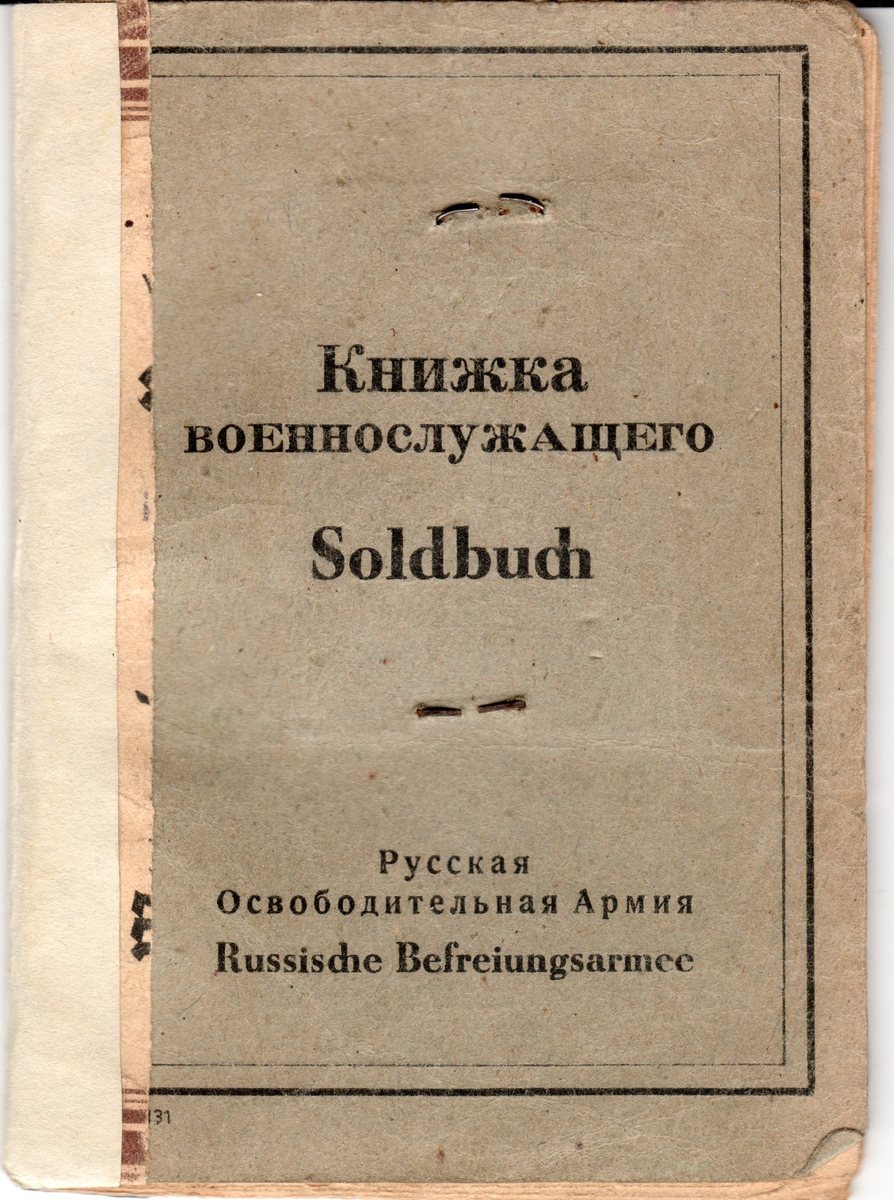 Книжка
военнослужащего
Soldbuch
Русская
Освободительная Армия
Russische Befreiungsarmee
131